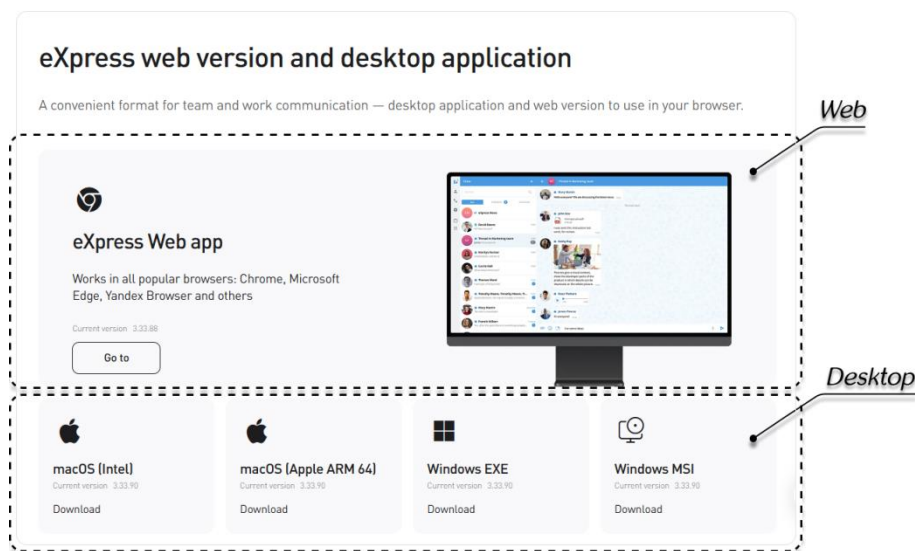 eXpress web version and desktop application
A convenient format for team and work communication — desktop application and web version to use in your browser.
Web
eXpress Web app
Works in all popular browsers: Chrome, Microsoft
Edge, Yandex Browser and others
Current version 3.33.88
Go to
Desktop
macOS (Intel)
Current version 3.33.90
Download
macOS (Apple ARM 64)
Current version 3.33.90
Download
Windows EXE
Current version 3.33.90
Download
Windows MSI
Current version 3.33.90
Download